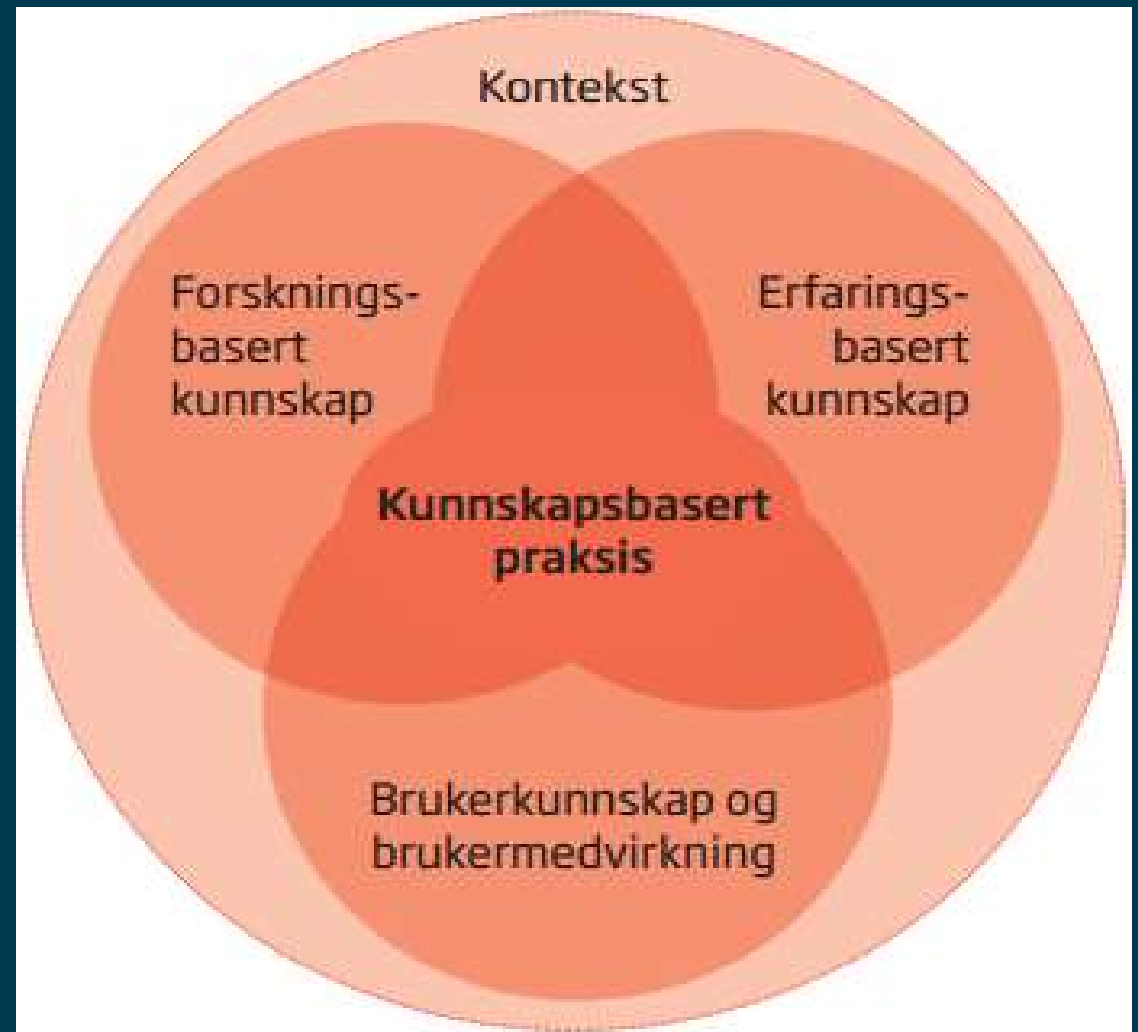 Kontekst
Forsknings-
basert
kunnskap
Erfarings-
basert
kunnskap
Kunnskapsbasert
praksis
Brukerkunnskap og
brukermedvirkning